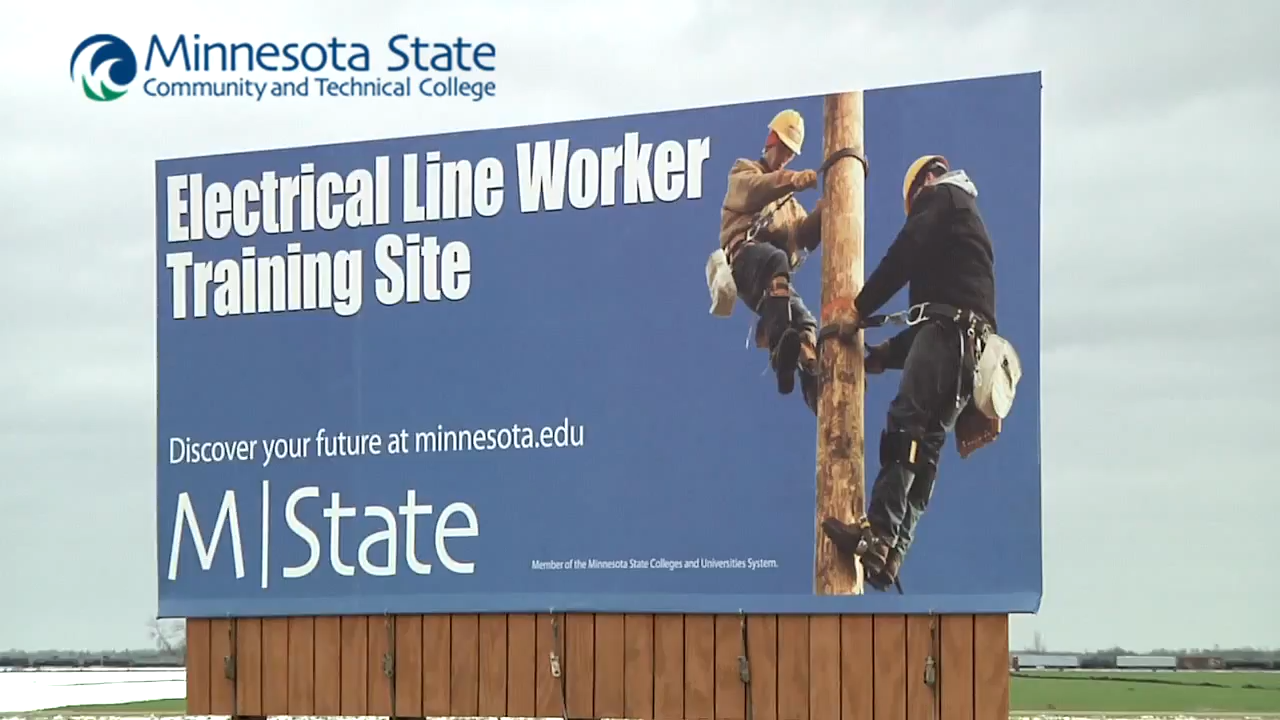 Minnesota State
Community and Technical College
Electrical Line Worker
Training Site
Discover your future at minnesota.edu
M|State
Member of the Minnesota State Colleges and Universities System.